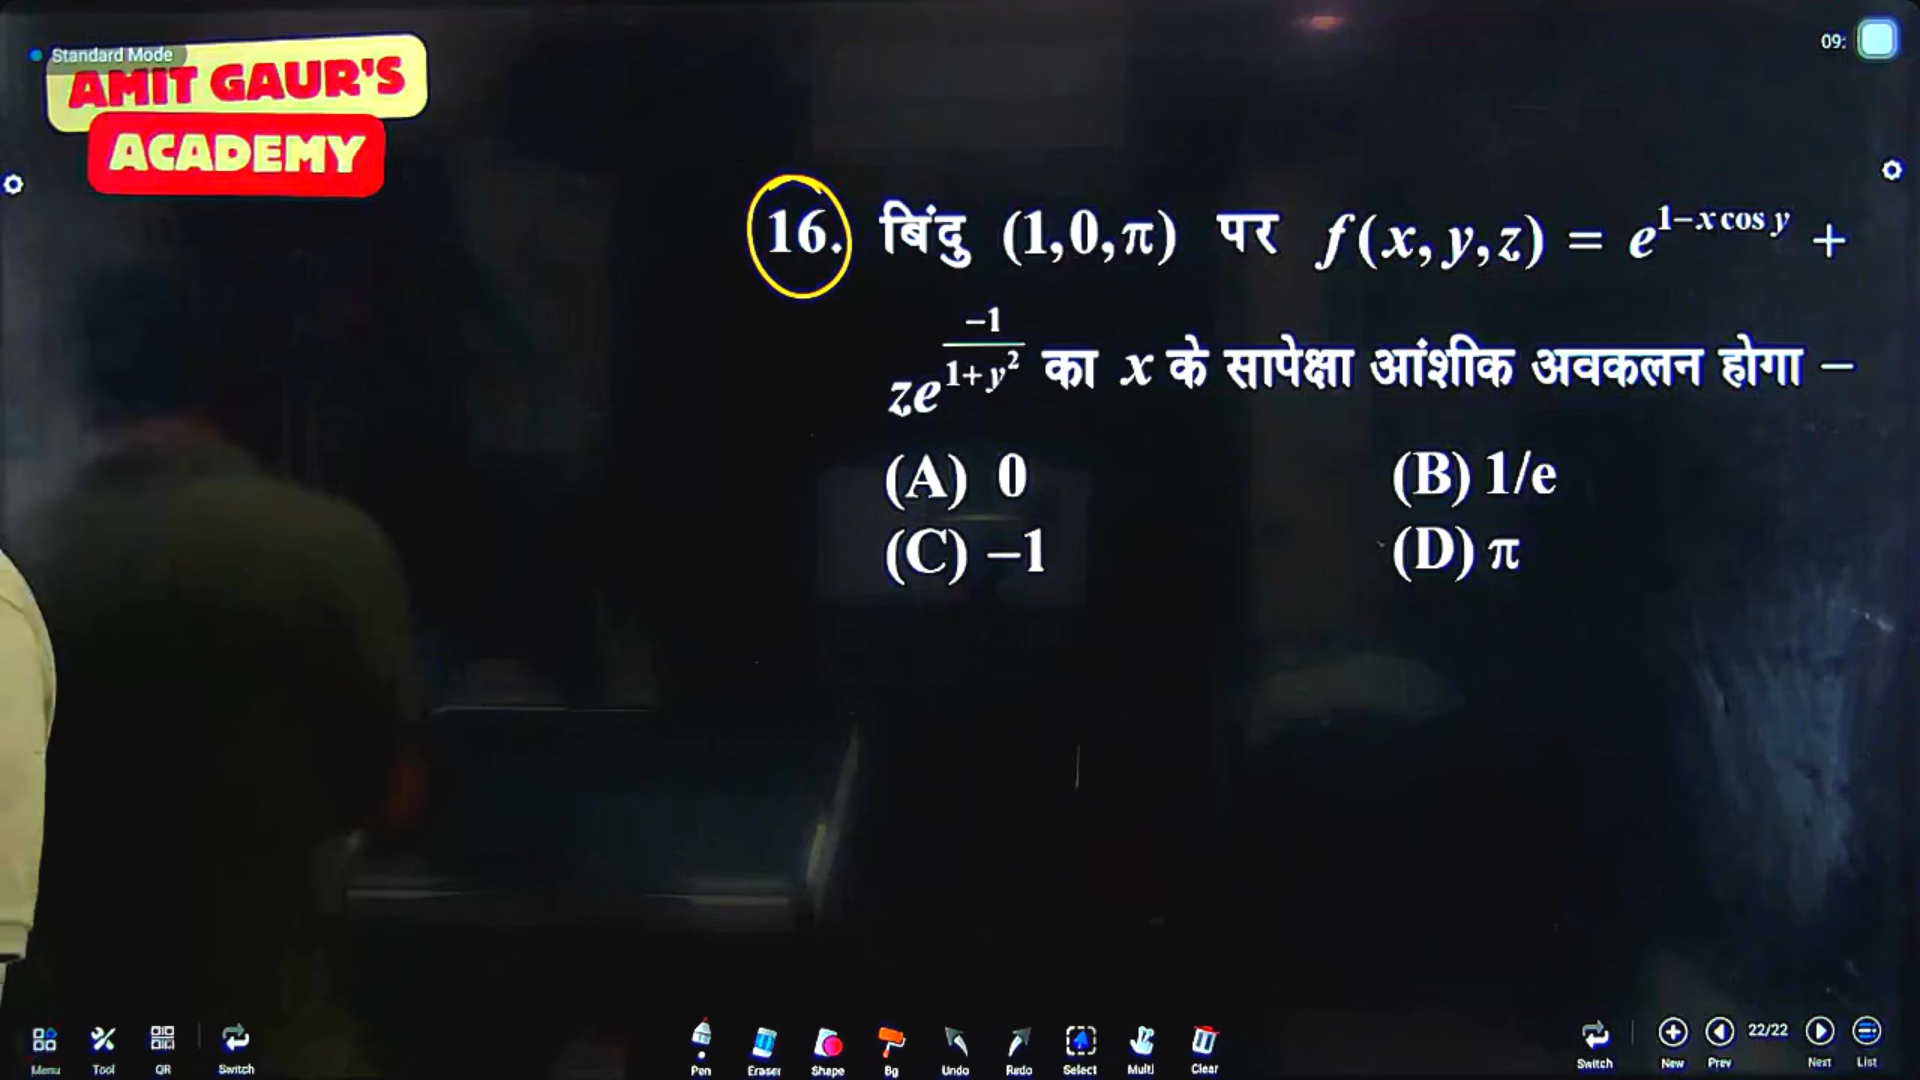 Standard Mode
AMIT GAUR'S
ACADEMY
09:
16. बिंदु (1,0,π) पर f(x,y,z) = e^{1−x cos y} +
ze^{\frac{-1}{1+y^2}} का x के सापेक्षा आंशीक अवकलन होगा −
(A) 0 (B) 1/e
(C) −1 (D) π
Menu Tool QR Switch Pen Eraser Shape Bg Undo Redo Select Multi Clear Switch New Prev 22/22 Next List